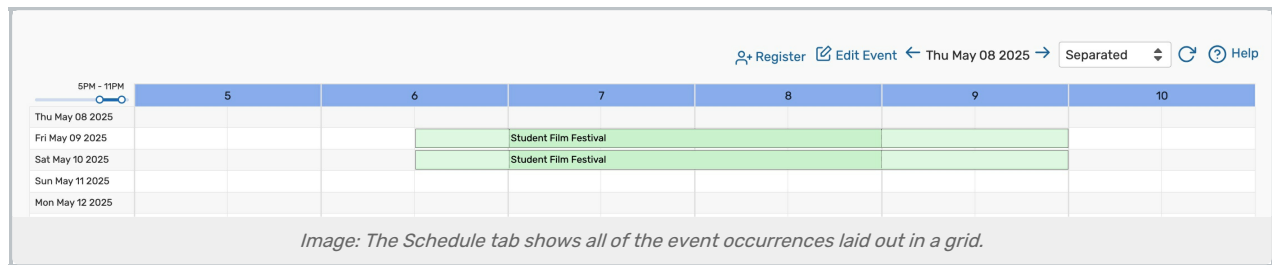 Register Edit Event Thu May 08 2025 Separated Help
5PM - 11PM 5 6 7 8 9 10
Thu May 08 2025
Fri May 09 2025 Student Film Festival
Sat May 10 2025 Student Film Festival
Sun May 11 2025
Mon May 12 2025
Image: The Schedule tab shows all of the event occurrences laid out in a grid.